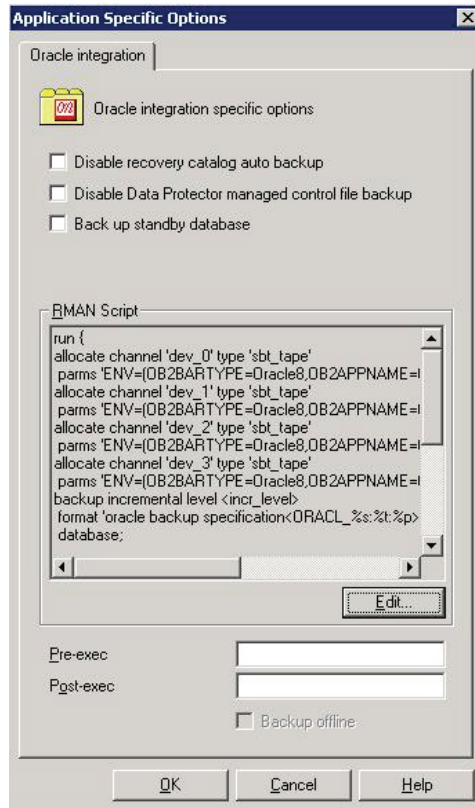 Application Specific Options
Oracle integration
Oracle integration specific options
Disable recovery catalog auto backup
Disable Data Protector managed control file backup
Back up standby database
RMAN Script
run {
allocate channel 'dev_0' type 'sbt_tape'
parms 'ENV=(OB2BARTYPE=Oracle8,OB2APPNAME=
allocate channel 'dev_1' type 'sbt_tape'
parms 'ENV=(OB2BARTYPE=Oracle8,OB2APPNAME=
allocate channel 'dev_2' type 'sbt_tape'
parms 'ENV=(OB2BARTYPE=Oracle8,OB2APPNAME=
allocate channel 'dev_3' type 'sbt_tape'
parms 'ENV=(OB2BARTYPE=Oracle8,OB2APPNAME=
backup incremental level <incr_level>
format 'oracle backup specification<ORACL_%s:%t:%p>
database;
Edit...
Pre-exec
Post-exec
Backup offline
OK
Cancel
Help